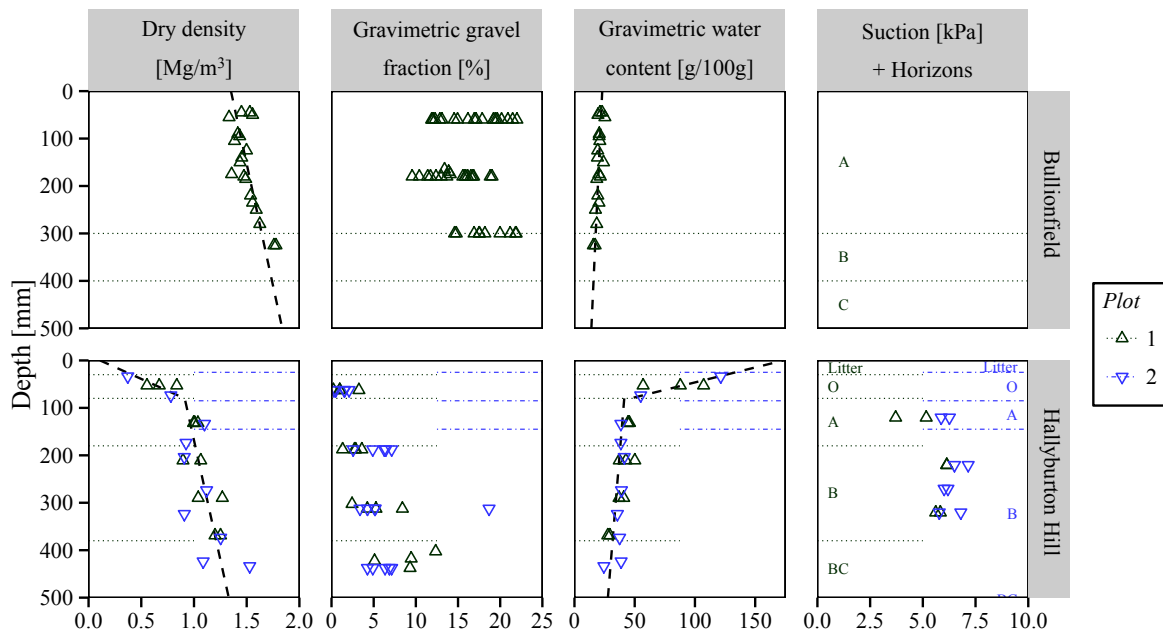 Dry density
[Mg/m³]
Gravimetric gravel
fraction [%]
Gravimetric water
content [g/100g]
Suction [kPa]
+ Horizons
Depth [mm]
0
100
200
300
400
500
A
B
C
Bullionfield
0
100
200
300
400
500
Litter
O
A
B
BC
Litter
O
A
B
Hallyburton Hill
0.0 0.5 1.0 1.5 2.0
0 5 10 15 20 25
0 50 100 150
0.0 2.5 5.0 7.5 10.0
Plot
1
2